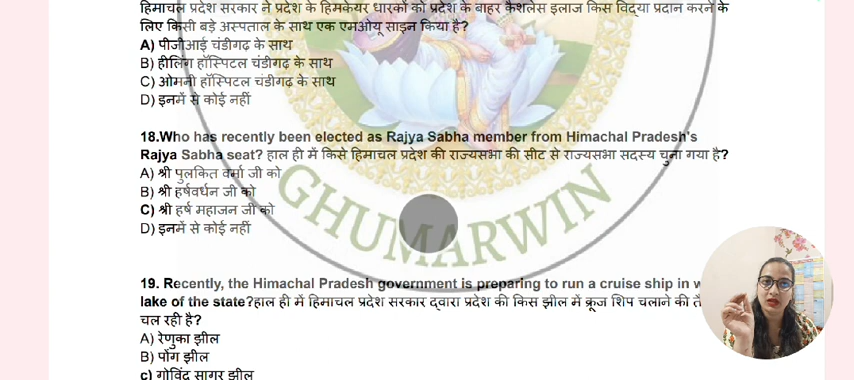 हिमाचल प्रदेश सरकार ने प्रदेश के हिमकेयर धारकों को प्रदेश के बाहर कैशलेस इलाज किस विद्या प्रदान करने के
लिए किसी बड़े अस्पताल के साथ एक एमओयू साइन किया है?
A) पीजीआई चंडीगढ़ के साथ
B) हीलिंग हॉस्पिटल चंडीगढ़ के साथ
C) ओमनी हॉस्पिटल चंडीगढ़ के साथ
D) इनमें से कोई नहीं
18.Who has recently been elected as Rajya Sabha member from Himachal Pradesh's
Rajya Sabha seat? हाल ही में किसे हिमाचल प्रदेश की राज्यसभा की सीट से राज्यसभा सदस्य चुना गया है?
A) श्री पुलकित वर्मा जी को
B) श्री हर्षवर्धन जी को
C) श्री हर्ष महाजन जी को
D) इनमें से कोई नहीं
GHUMARWIN
19. Recently, the Himachal Pradesh government is preparing to run a cruise ship in
lake of the state?हाल ही में हिमाचल प्रदेश सरकार द्वारा प्रदेश की किस झील में क्रूज शिप चलाने की
चल रही है?
A) रेणुका झील
B) पोंग झील
c) गोविंद सागर झील